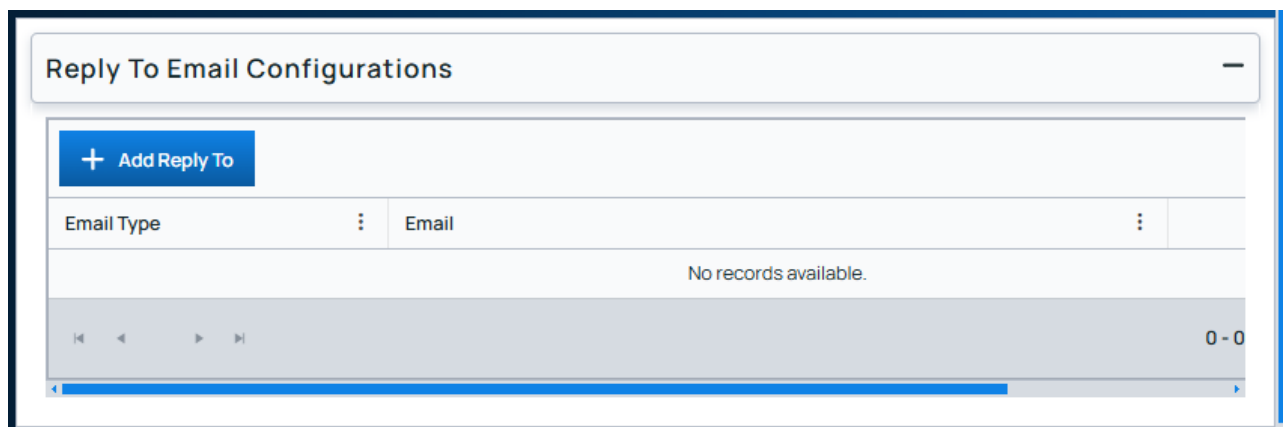 Reply To Email Configurations
Add Reply To
Email Type Email
No records available.
0 - 0